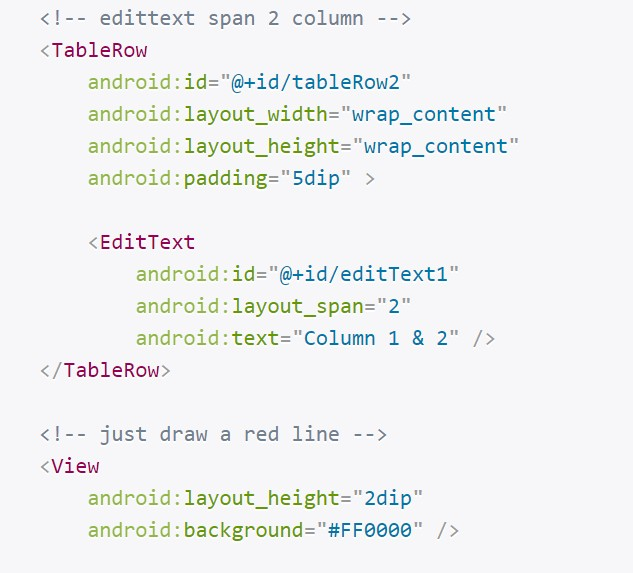 <!-- edittext span 2 column -->
<TableRow
android:id="@+id/tableRow2"
android:layout_width="wrap_content"
android:layout_height="wrap_content"
android:padding="5dip" >
<EditText
android:id="@+id/editText1"
android:layout_span="2"
android:text="Column 1 & 2" />
</TableRow>
<!-- just draw a red line -->
<View
android:layout_height="2dip"
android:background="#FF0000" />